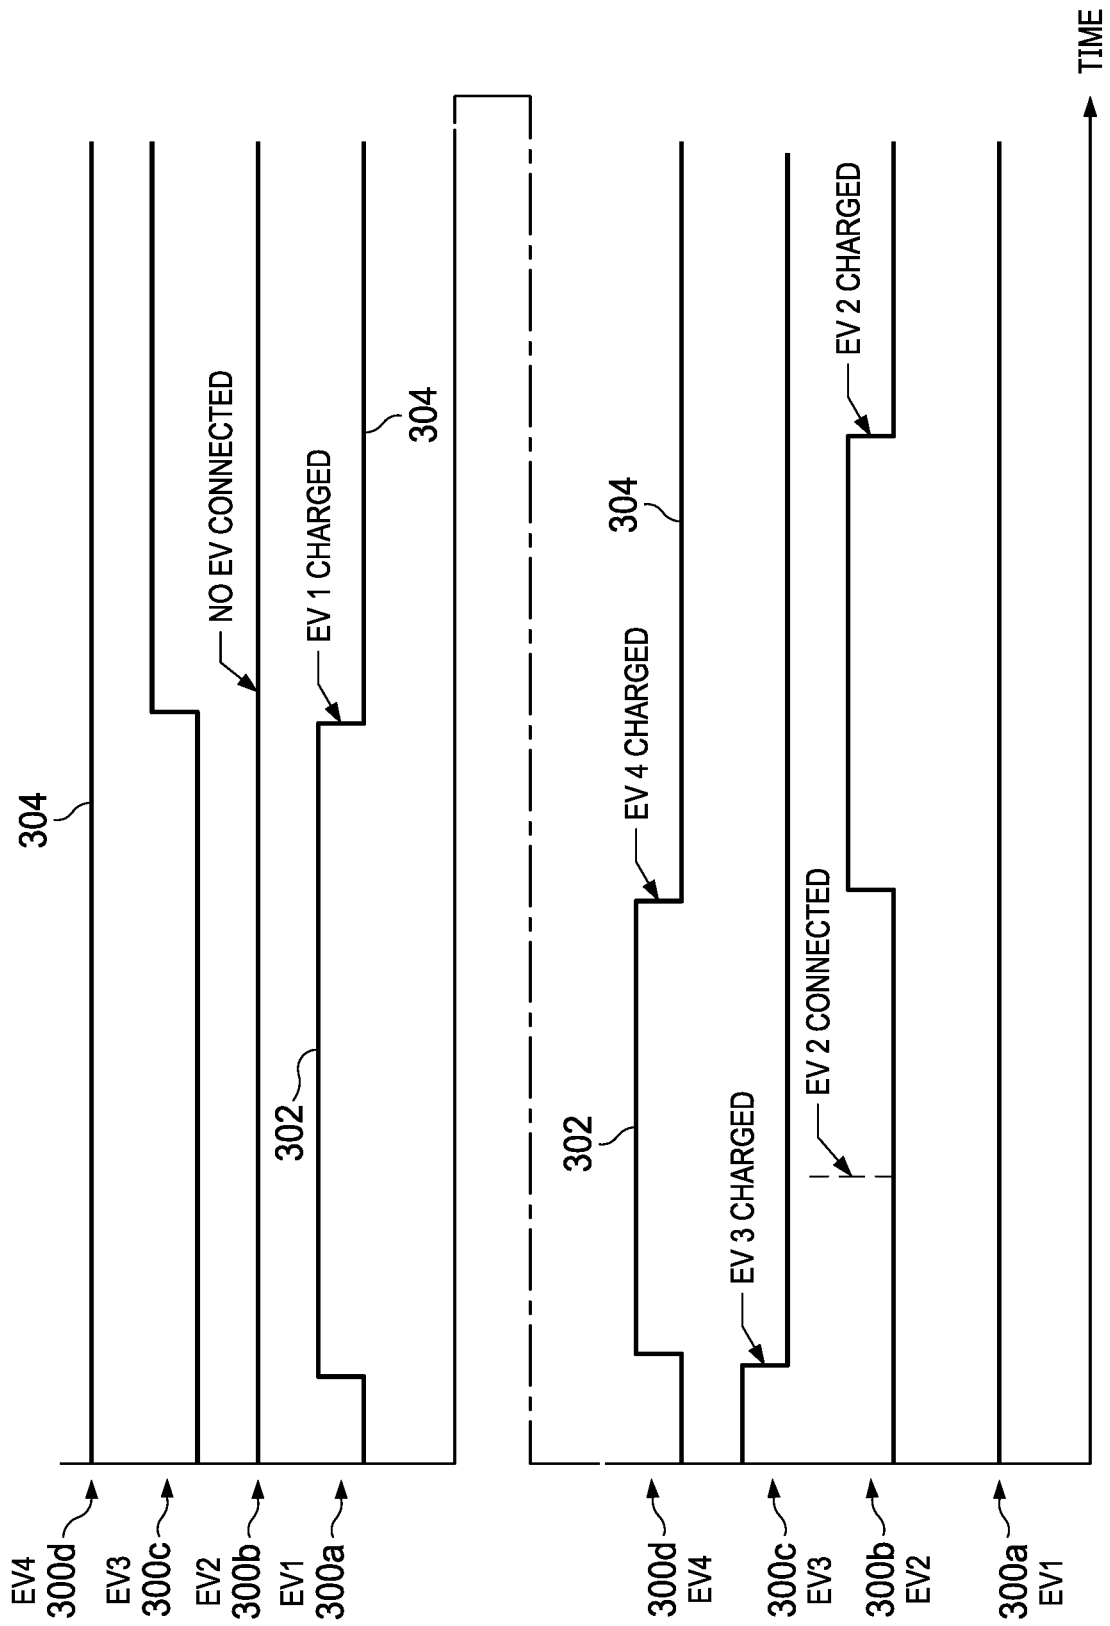 EV4
300d
304
EV3
300c
NO EV CONNECTED
EV2
300b
EV 1 CHARGED
EV1
300a
302
304
302
EV 4 CHARGED
304
300d
EV4
EV 3 CHARGED
300c
EV3
EV 2 CONNECTED
EV 2 CHARGED
300b
EV2
300a
EV1
TIME